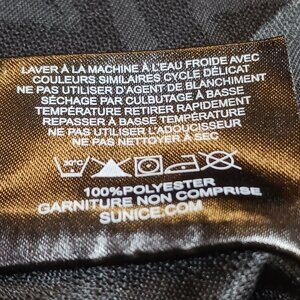 LAVER À LA MACHINE À L'EAU FROIDE AVEC
COULEURS SIMILAIRES CYCLE DÉLICAT
NE PAS UTILISER D'AGENT DE BLANCHIMENT
SÉCHAGE PAR CULBUTAGE À BASSE
TEMPÉRATURE RETIRER RAPIDEMENT
REPASSER À BASSE TEMPERATURE
NE PAS UTILISER L'ADOUCISSEUR
NE PAS NETTOYER À SEC
30°C
100%POLYESTER
GARNITURE NON COMPRISE
SUNICE.COM